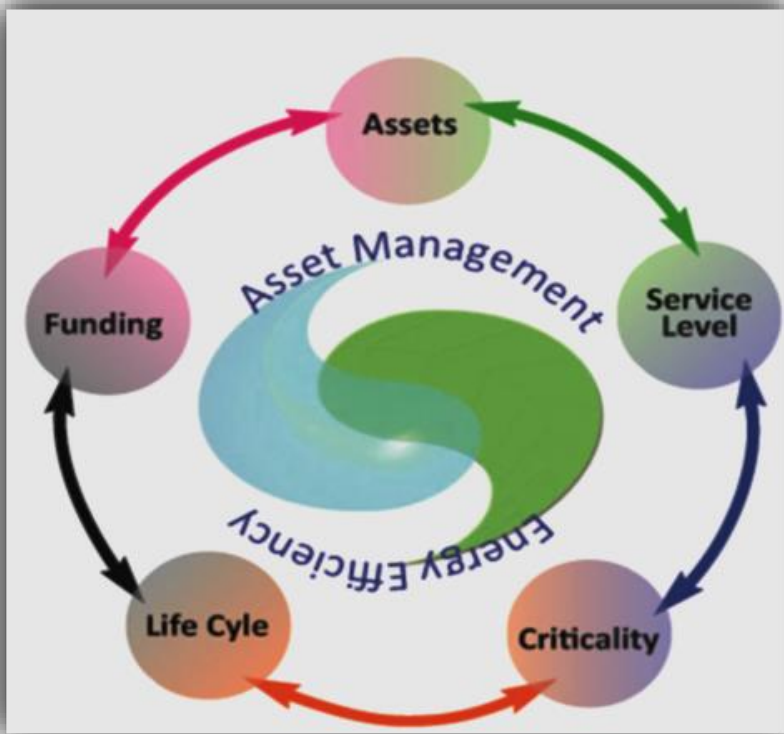 Assets
Asset Management
Funding
Service
Level
Energy Efficiency
Life Cyle
Criticality